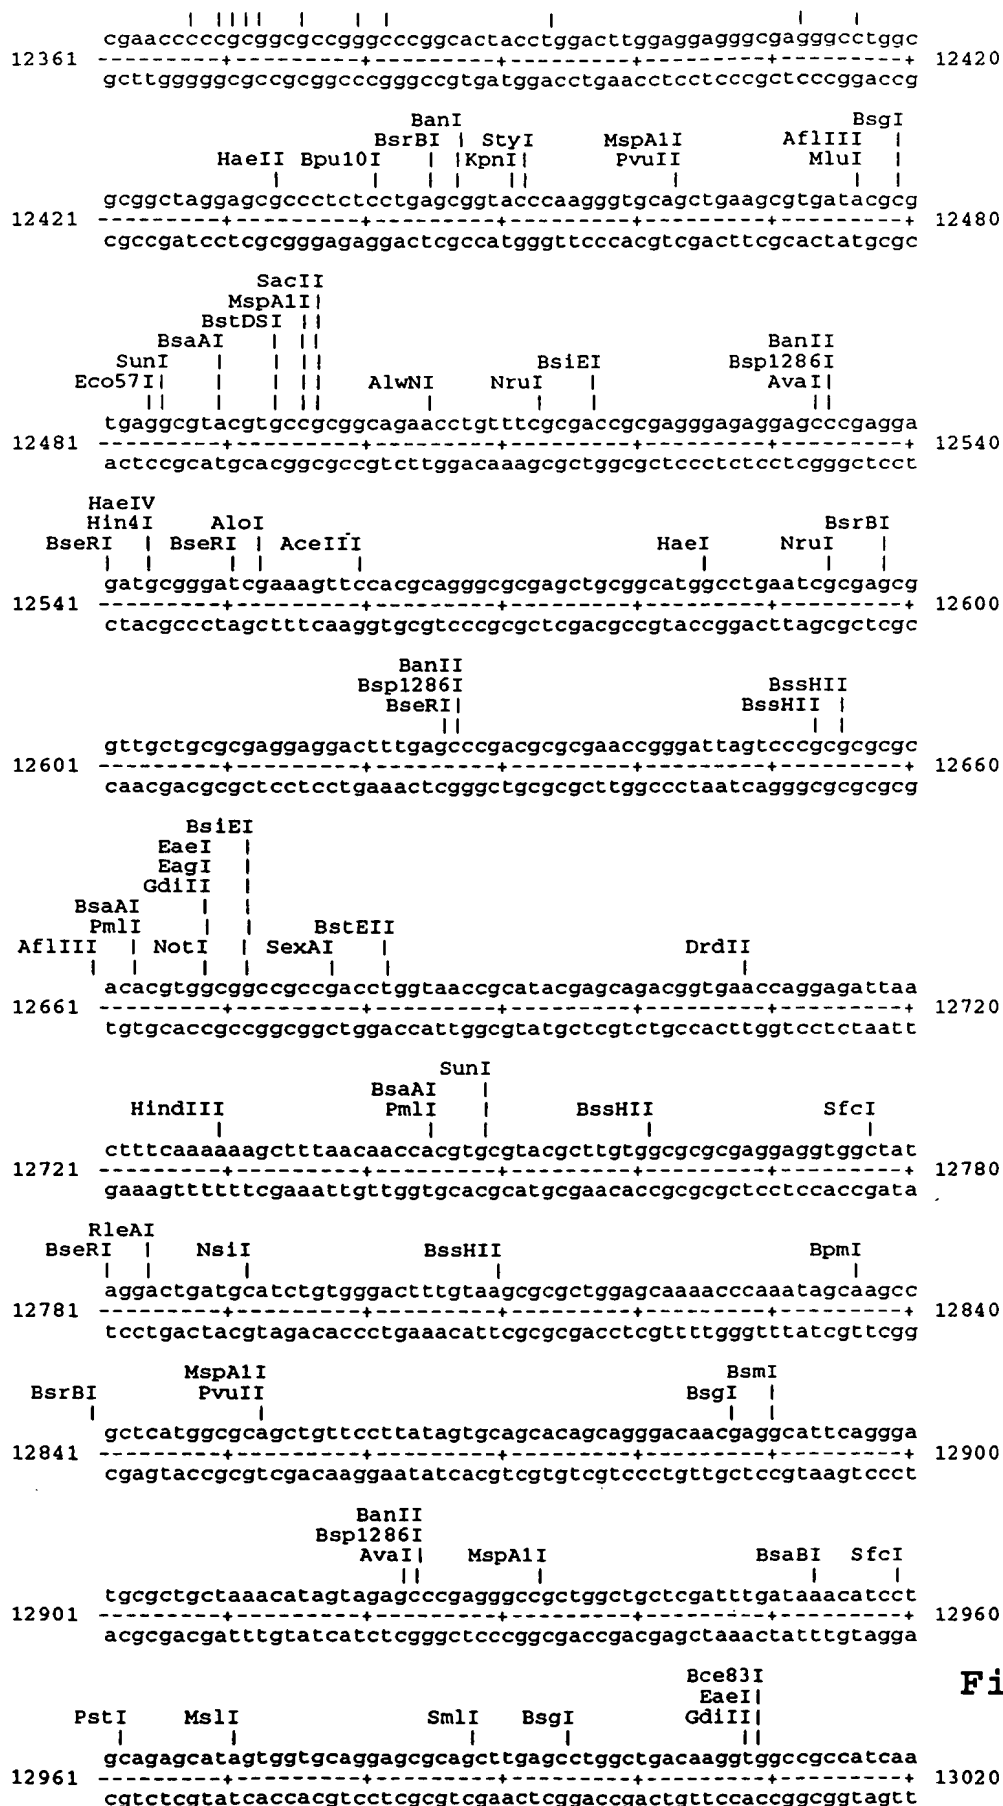 cgaacccccgcggcgccgggcccggcactacctggacttggaggagggcgagggcctggc
12361 ---------+---------+---------+---------+---------+---------+ 12420
gcttgggggcgccgcggcccgggccgtgatggacctgaacctcctcccgctcccggaccg
BanI BsgI
BsrBI StyI MspA1I AflIII
HaeII Bpu10I KpnI PvuII MluI
gcggctaggagcgccctctcctgagcggtacccaagggtgcagctgaagcgtgatacgcg
12421 ---------+---------+---------+---------+---------+---------+ 12480
cgccgatcctcgcgggagaggactcgccatgggttcccacgtcgacttcgcactatgcgc
SacII
MspA1I
BstDSI
BsaAI BanII
SunI BsiEI Bsp1286I
Eco57I AlwNI NruI AvaI
tgaggcgtacgtgccgcggcagaacctgtttcgcgaccgcgagggagaggagcccgagga
12481 ---------+---------+---------+---------+---------+---------+ 12540
actccgcatgcacggcgccgtcttggacaaagcgctggcgctccctctcctcgggctcct
HaeIV
Hin4I AloI BsrBI
BseRI BseRI AceIII HaeI NruI
gatgcgggatcgaaagttccacgcagggcgcgagctgcggcatggcctgaatcgcgagcg
12541 ---------+---------+---------+---------+---------+---------+ 12600
ctacgccctagctttcaaggtgcgtcccgcgctcgacgccgtaccggacttagcgctcgc
BanII
Bsp1286I BssHII
BseRI BssHII
gttgctgcgcgaggaggactttgagcccgacgcgcgaaccgggattagtcccgcgcgcgc
12601 ---------+---------+---------+---------+---------+---------+ 12660
caacgacgcgctcctcctgaaactcgggctgcgcgcttggccctaatcagggcgcgcgcg
BsiEI
EaeI
EagI
GdiII
BsaAI
PmlI BstEII
AflIII NotI SexAI DrdII
acacgtggcggccgccgacctggtaaccgcatacgagcagacggtgaaccaggagattaa
12661 ---------+---------+---------+---------+---------+---------+ 12720
tgtgcaccgccggcggctggaccattggcgtatgctcgtctgccacttggtcctctaatt
SunI
BsaAI
HindIII PmlI BssHII SfcI
ctttcaaaaaagctttaacaaccacgtgcgtacgcttgtggcgcgcgaggaggtggctat
12721 ---------+---------+---------+---------+---------+---------+ 12780
gaaagttttttcgaaattgttggtgcacgcatgcgaacaccgcgcgctcctccaccgata
RleAI
BseRI NsiI BssHII BpmI
aggactgatgcatctgtgggactttgtaagcgcgctggagcaaaacccaaatagcaagcc
12781 ---------+---------+---------+---------+---------+---------+ 12840
tcctgactacgtagacaccctgaaacattcgcgcgacctcgttttgggtttatcgttcgg
MspA1I BsmI
BsrBI PvuII BsgI
gctcatggcgcagctgttccttatagtgcagcacagcagggacaacgaggcattcaggga
12841 ---------+---------+---------+---------+---------+---------+ 12900
cgagtaccgcgtcgacaaggaatatcacgtcgtgtcgtccctgttgctccgtaagtccct
BanII
Bsp1286I
AvaI MspA1I BsaBI SfcI
tgcgctgctaaacatagtagagcccgagggccgctggctgctcgatttgataaacatcct
12901 ---------+---------+---------+---------+---------+---------+ 12960
acgcgacgatttgtatcatctcgggctcccggcgaccgacgagctaaactatttgtagga
Fi
Bce83I
EaeI
PstI MslI SmlI BsgI GdiII
gcagagcatagtggtgcaggagcgcagcttgagcctggctgacaaggtggccgccatcaa
12961 ---------+---------+---------+---------+---------+---------+ 13020
cgtctcgtatcaccacgtcctcgcgtcgaactcggaccgactgttccaccggcggtagtt